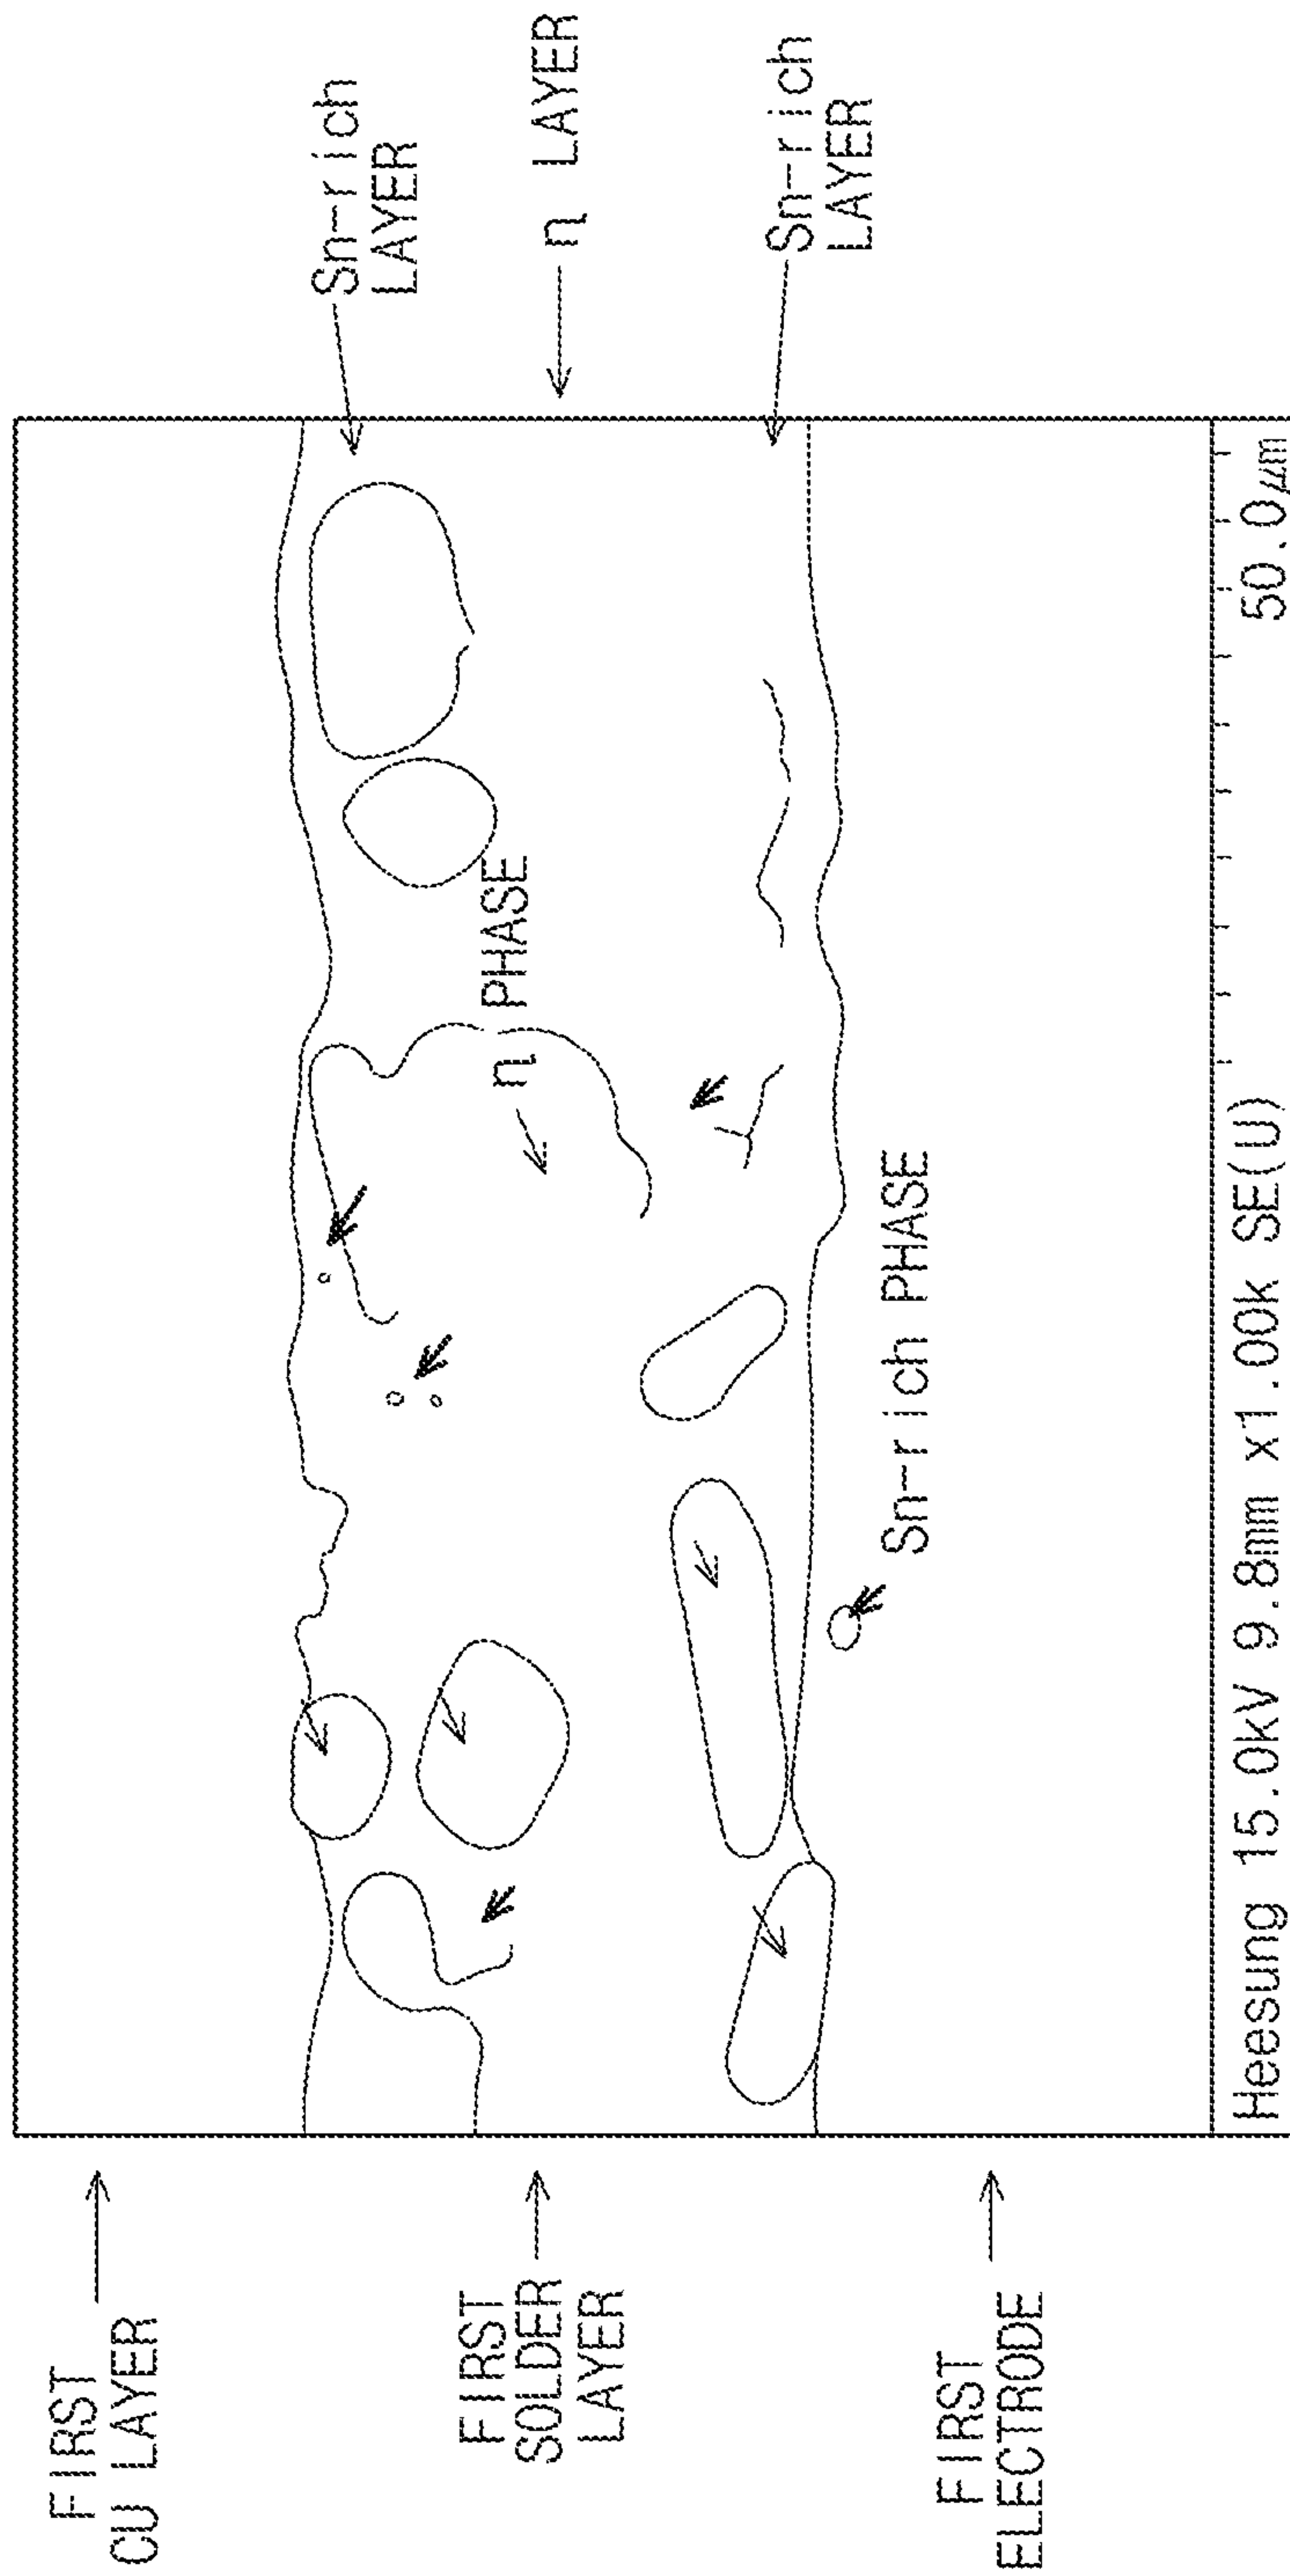 FIRST
CU LAYER
FIRST
SOLDER
LAYER
FIRST
ELECTRODE
Sn-rich
LAYER
η LAYER
Sn-rich
LAYER
η PHASE
Sn-rich PHASE
Heesung 15.0kV 9.8mm x1.00k SE(U) 50.0μm